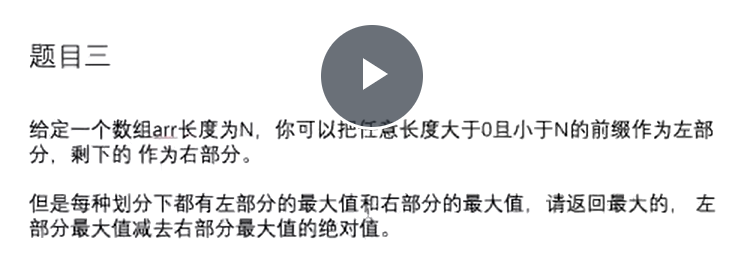 题目三
给定一个数组arr长度为N，你可以把任意长度大于0且小于N的前缀作为左部
分，剩下的 作为右部分。
但是每种划分下都有左部分的最大值和右部分的最大值，请返回最大的， 左
部分最大值减去右部分最大值的绝对值。